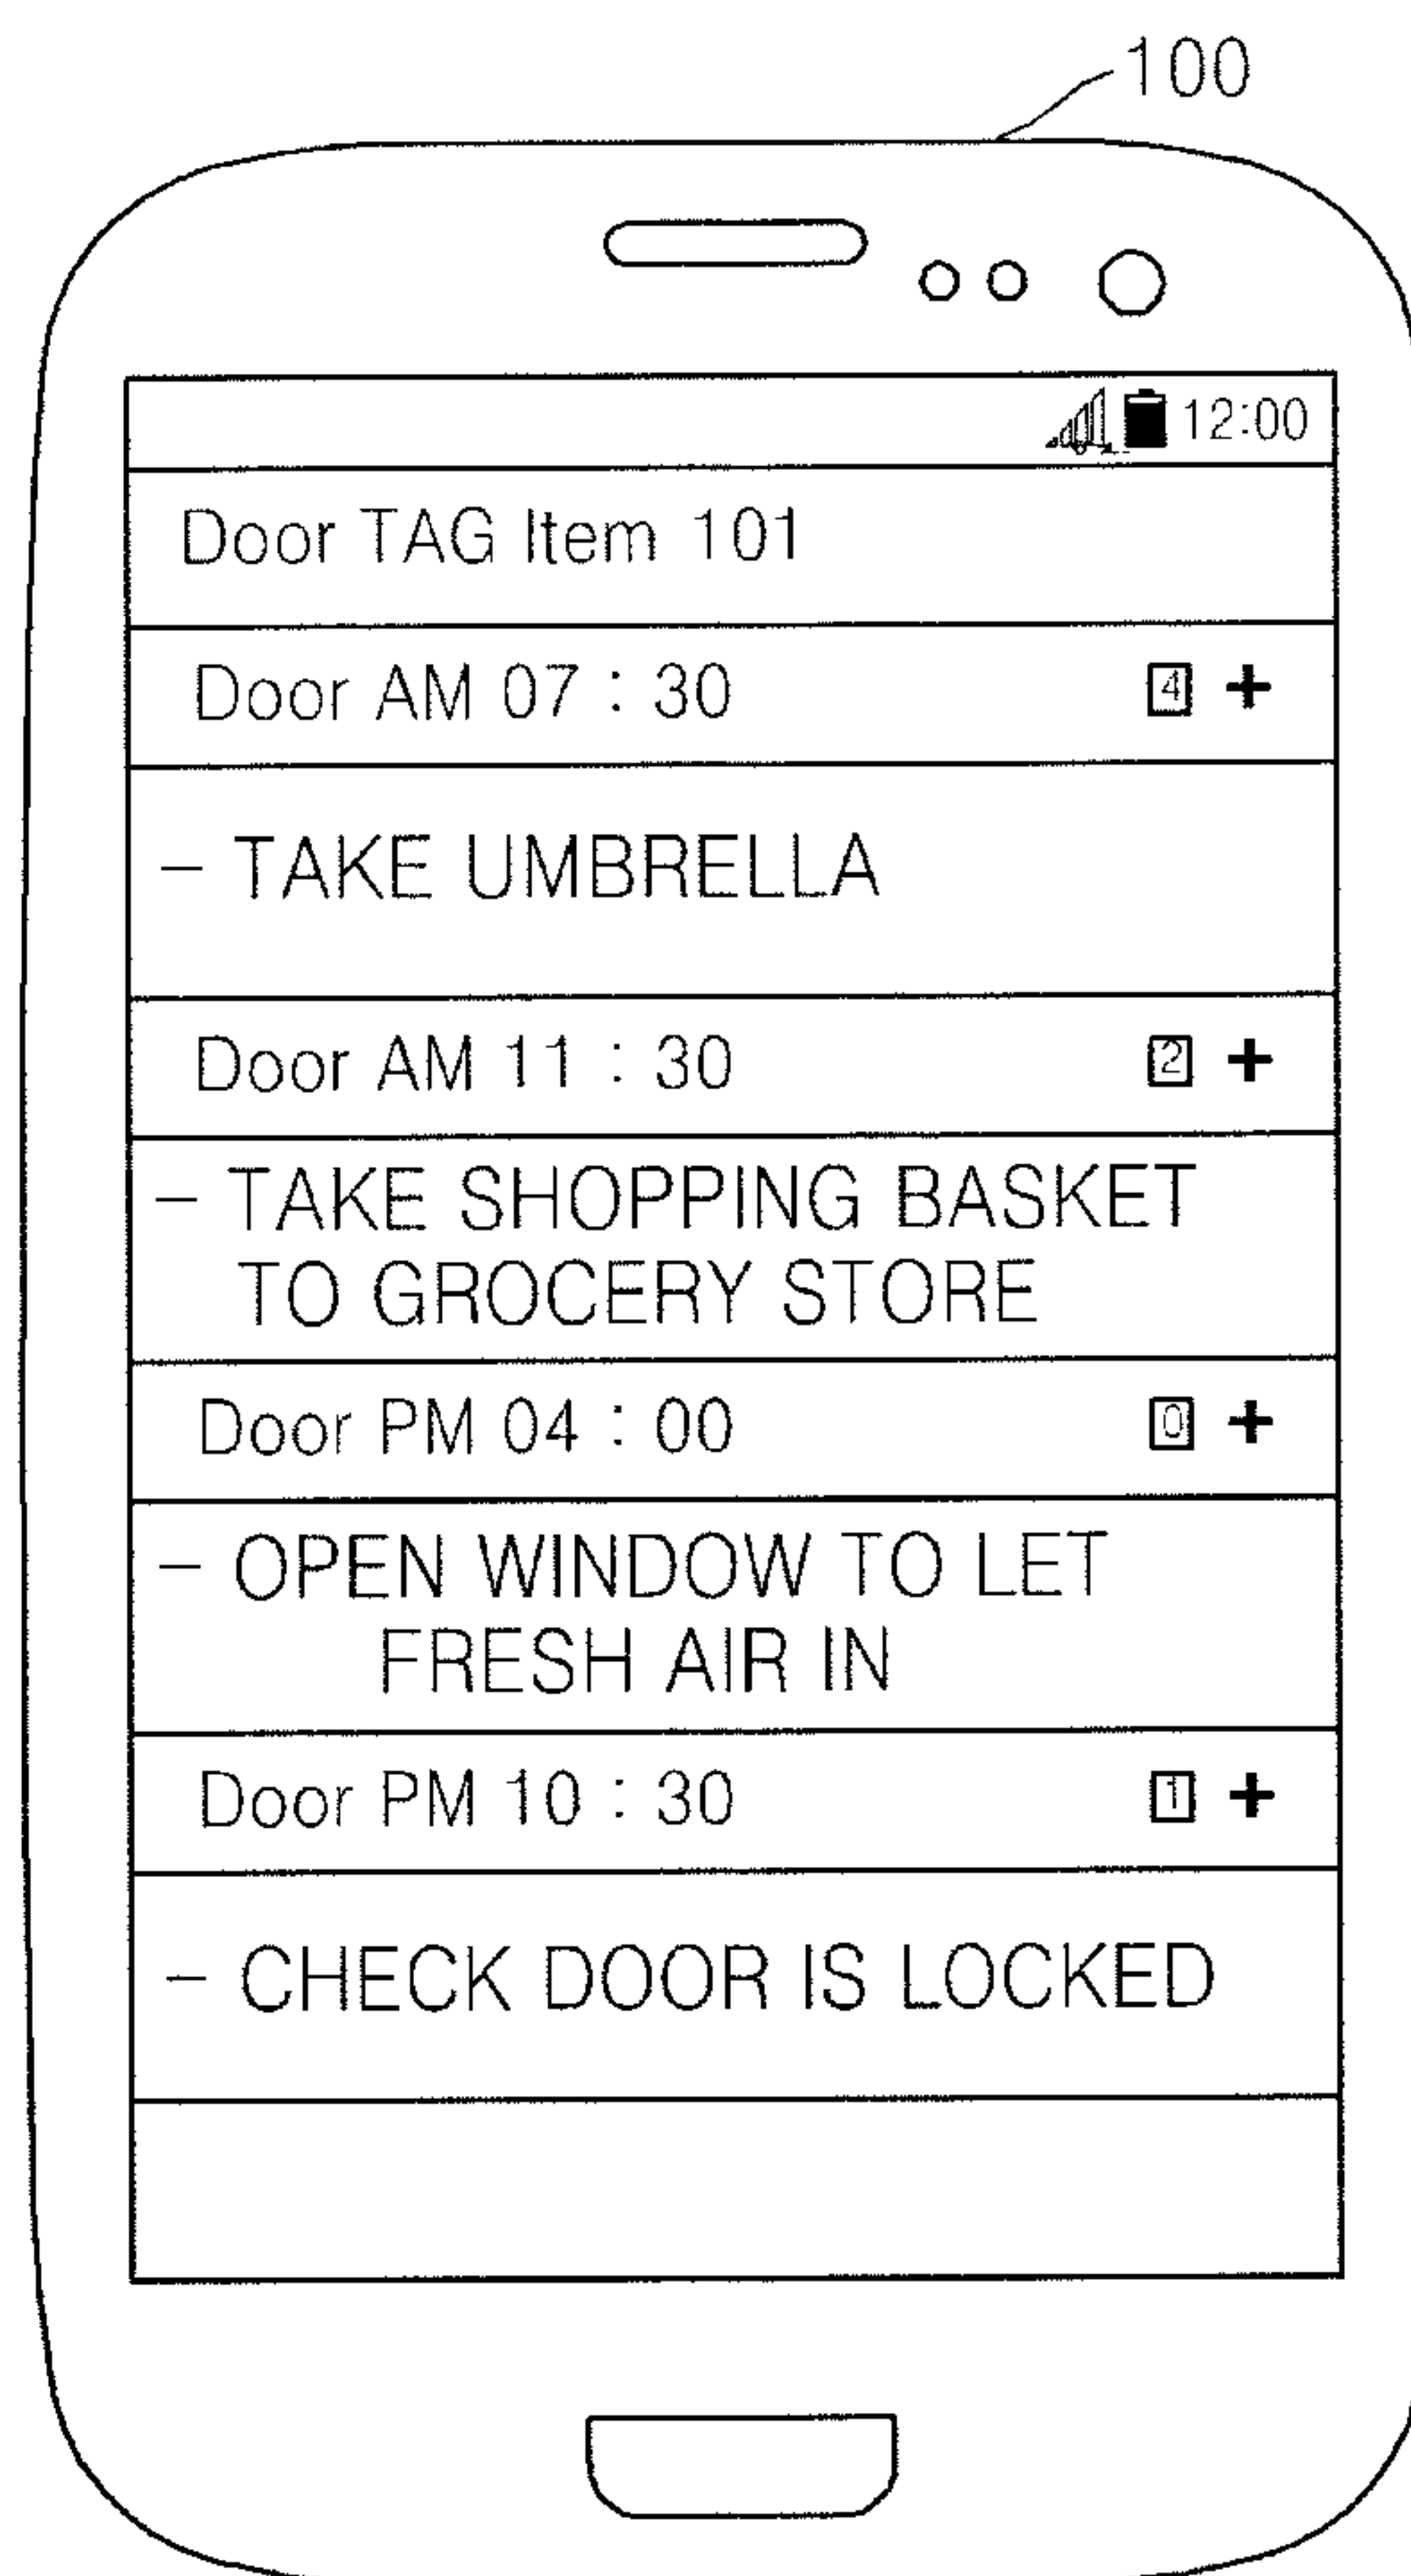 100
12:00
Door TAG Item 101
Door AM 07 : 30 4 +
- TAKE UMBRELLA
Door AM 11 : 30 2 +
- TAKE SHOPPING BASKET
TO GROCERY STORE
Door PM 04 : 00 0 +
- OPEN WINDOW TO LET
FRESH AIR IN
Door PM 10 : 30 1 +
- CHECK DOOR IS LOCKED